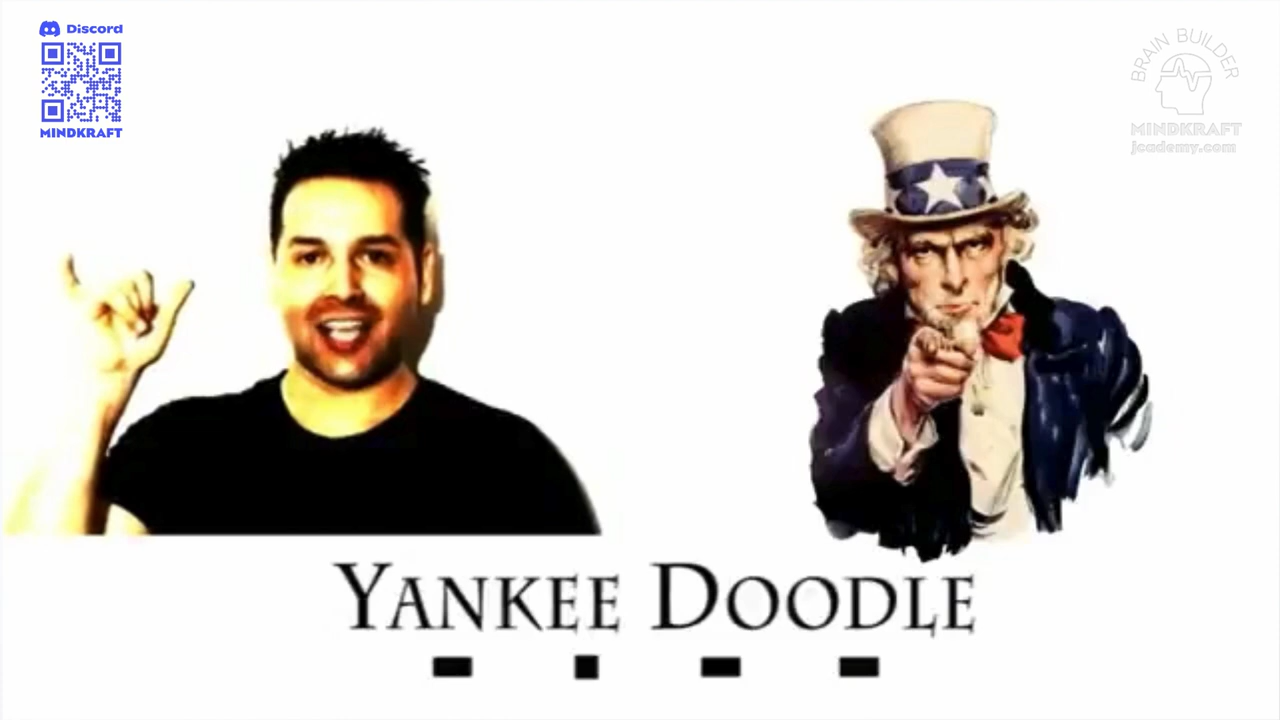 Discord
MINDKRAFT
BRAIN BUILDER
MINDKRAFT
jcademy.com
YANKEE DOODLE